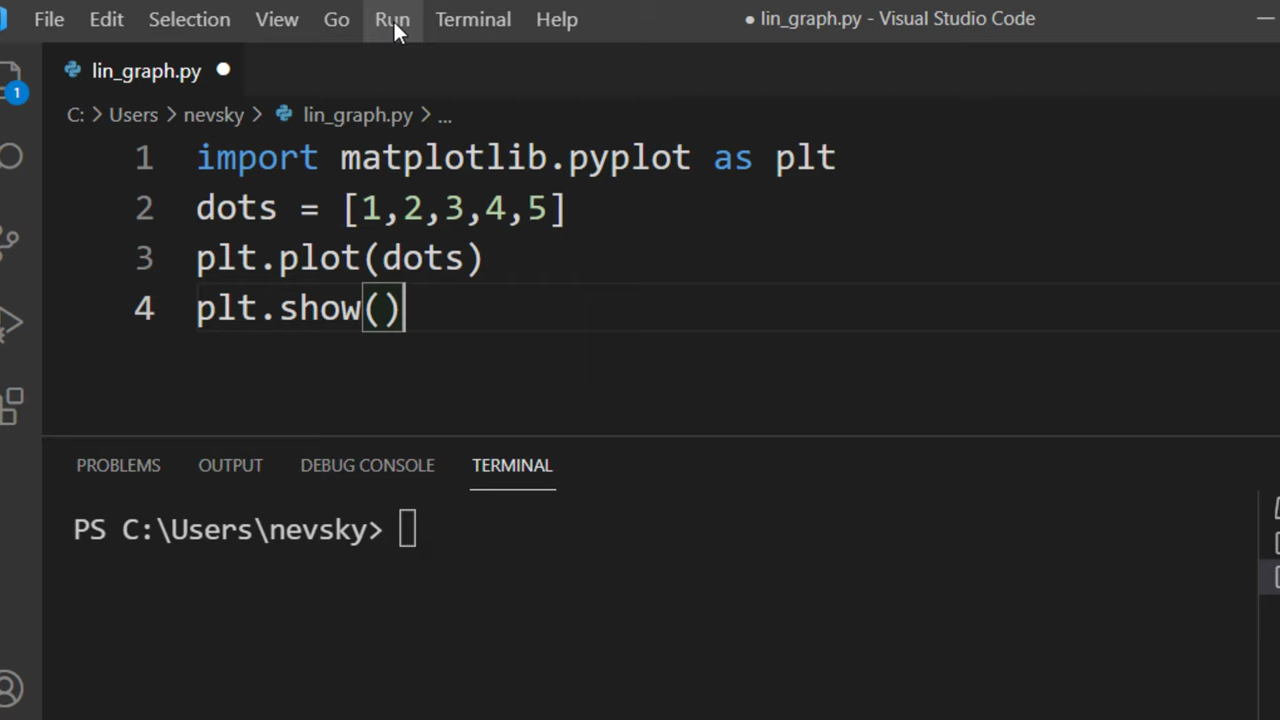 File Edit Selection View Go Run Terminal Help ● lin_graph.py - Visual Studio Code
lin_graph.py ●
1
C: > Users > nevsky > lin_graph.py > ...
1 import matplotlib.pyplot as plt
2 dots = [1,2,3,4,5]
3 plt.plot(dots)
4 plt.show()
PROBLEMS OUTPUT DEBUG CONSOLE TERMINAL
PS C:\Users\nevsky>